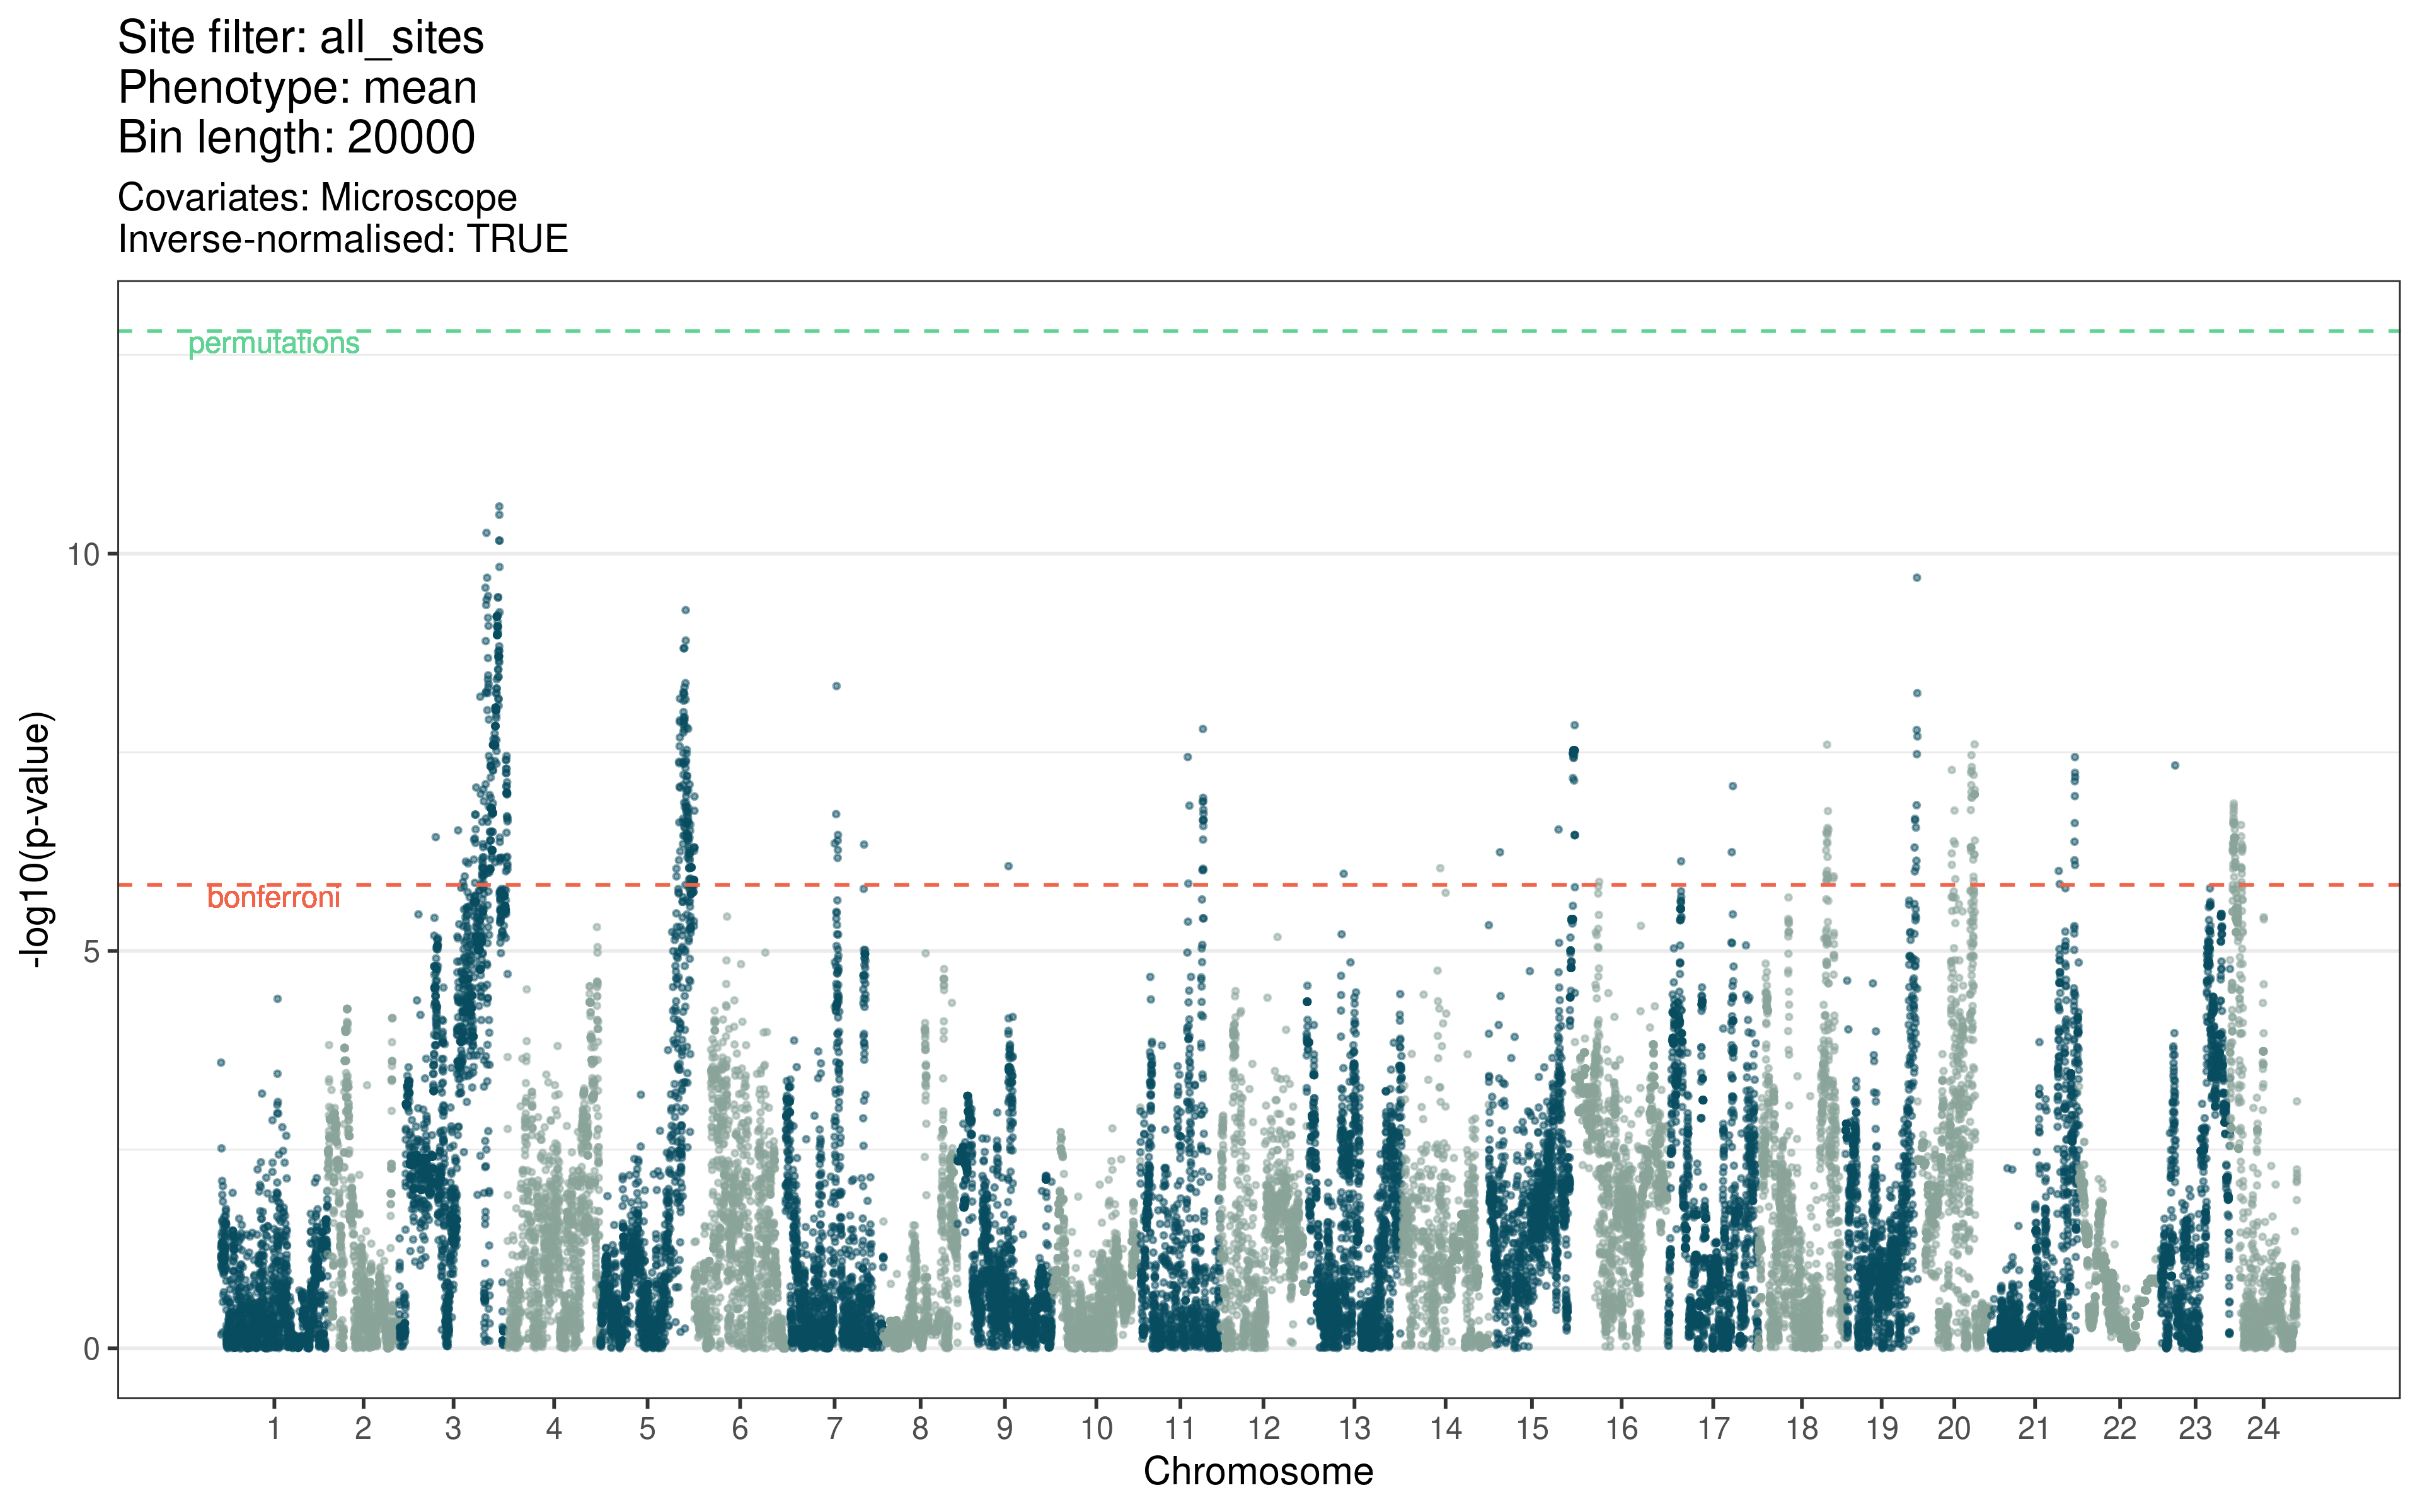 Site filter: all_sites
Phenotype: mean
Bin length: 20000
Covariates: Microscope
Inverse-normalised: TRUE
permutations
10
-log10(p-value)
bonferroni
5
0
1 2 3 4 5 6 7 8 9 10 11 12 13 14 15 16 17 18 19 20 21 22 23 24
Chromosome